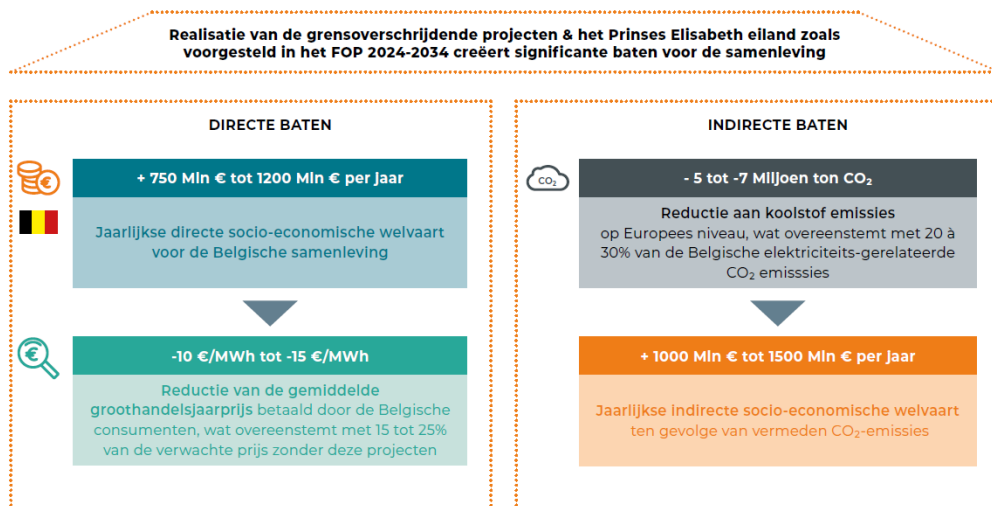 Realisatie van de grensoverschrijdende projecten & het Prinses Elisabeth eiland zoals
voorgesteld in het FOP 2024-2034 creëert significante baten voor de samenleving
DIRECTE BATEN
+ 750 Mln € tot 1200 Mln € per jaar
Jaarlijkse directe socio-economische welvaart
voor de Belgische samenleving
€
-10 €/MWh tot -15 €/MWh
Reductie van de gemiddelde
groothandelsjaarprijs betaald door de Belgische
consumenten, wat overeenstemt met 15 tot 25%
van de verwachte prijs zonder deze projecten
€
INDIRECTE BATEN
CO₂
- 5 tot -7 Miljoen ton CO₂
Reductie aan koolstof emissies
op Europees niveau, wat overeenstemt met 20 à
30% van de Belgische elektriciteits-gerelateerde
CO₂ emisssies
+ 1000 Mln € tot 1500 Mln € per jaar
Jaarlijkse indirecte socio-economische welvaart
ten gevolge van vermeden CO₂-emissies